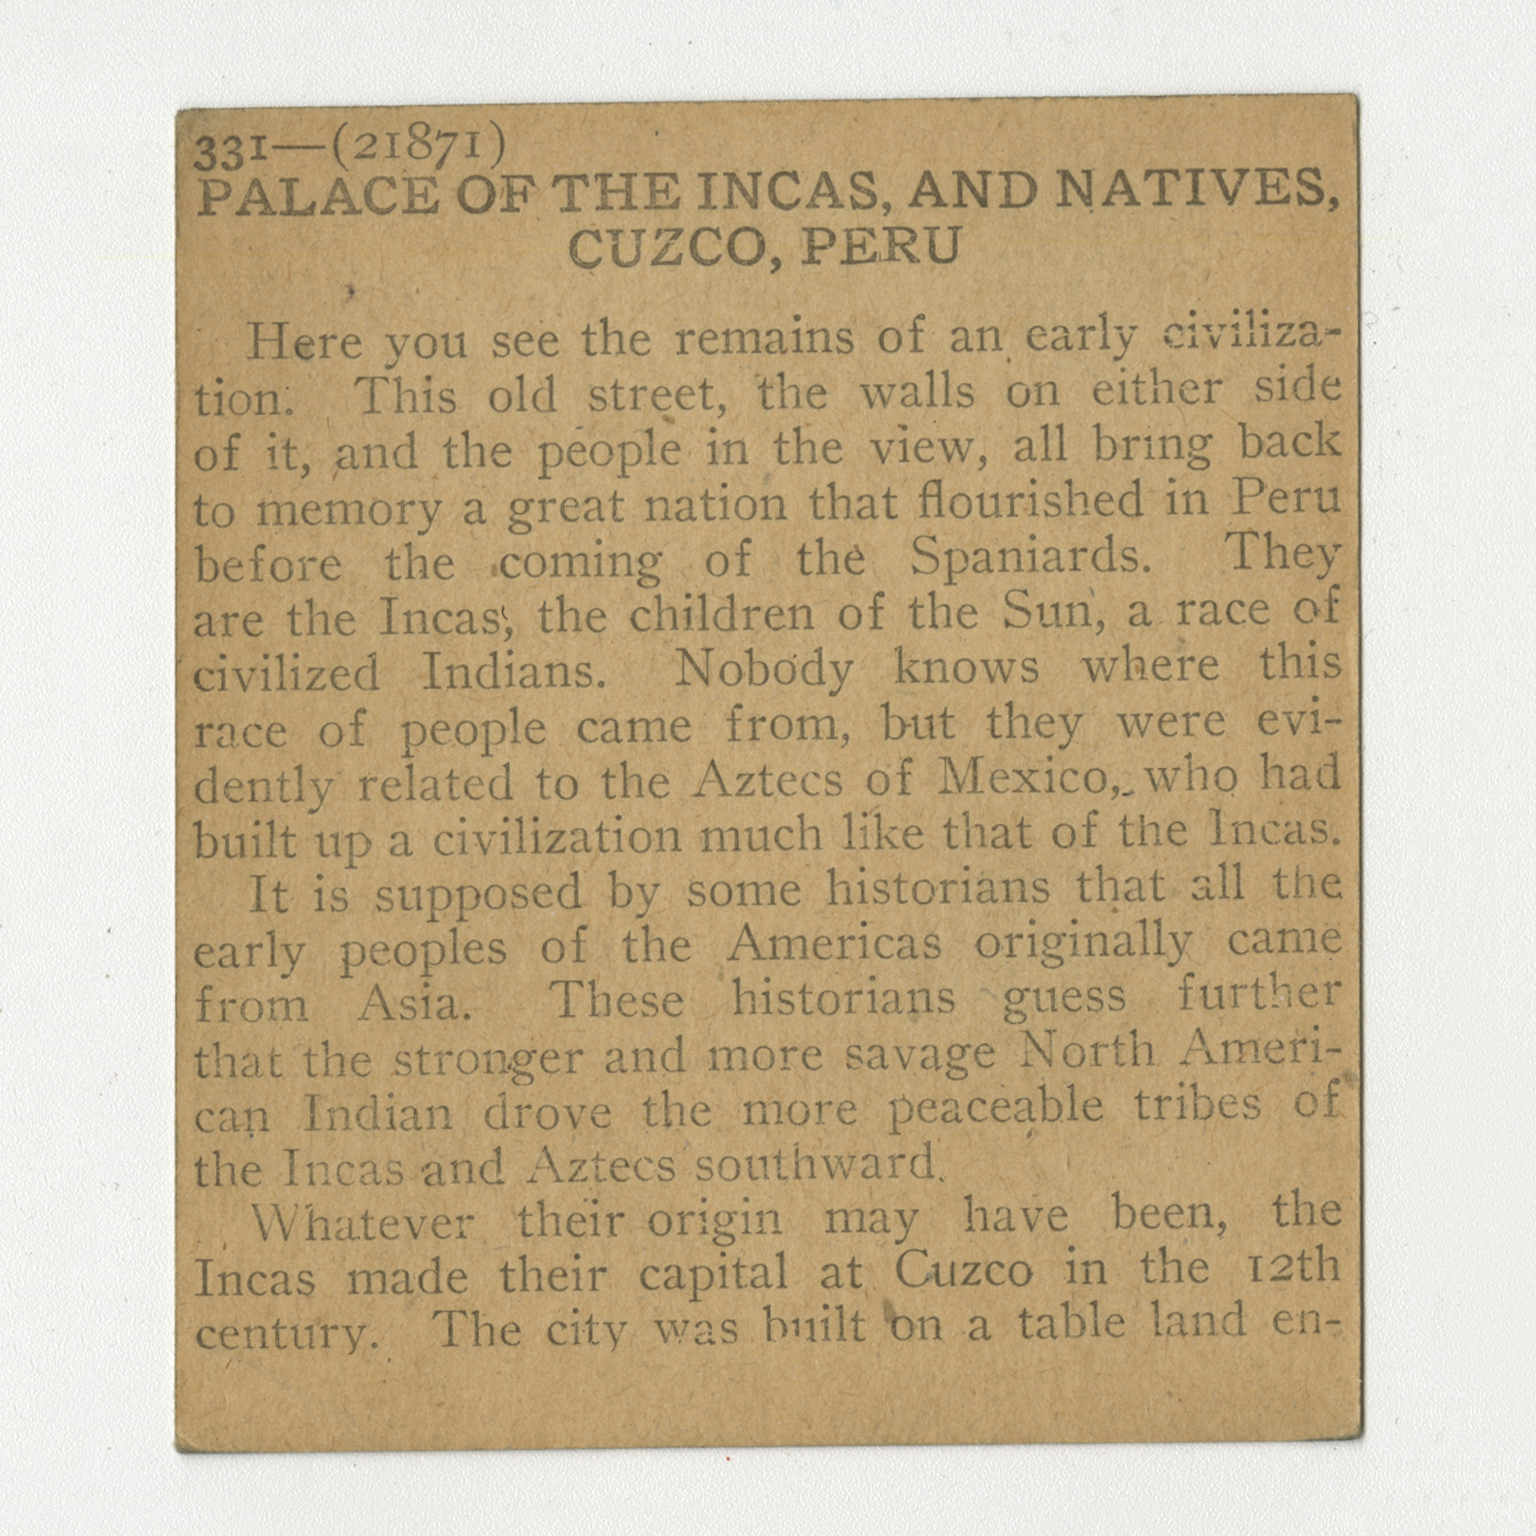 331—(21871)
PALACE OF THE INCAS, AND NATIVES,
CUZCO, PERU
Here you see the remains of an early civiliza-
tion. This old street, the walls on either side
of it, and the people in the view, all bring back
to memory a great nation that flourished in Peru
before the coming of the Spaniards. They
are the Incas, the children of the Sun, a race of
civilized Indians. Nobody knows where this
race of people came from, but they were evi-
dently related to the Aztecs of Mexico, who had
built up a civilization much like that of the Incas.
It is supposed by some historians that all the
early peoples of the Americas originally came
from Asia. These historians guess further
that the stronger and more savage North Ameri-
can Indian drove the more peaceable tribes of
the Incas and Aztecs southward.
Whatever their origin may have been, the
Incas made their capital at Cuzco in the 12th
century. The city was built on a table land en-